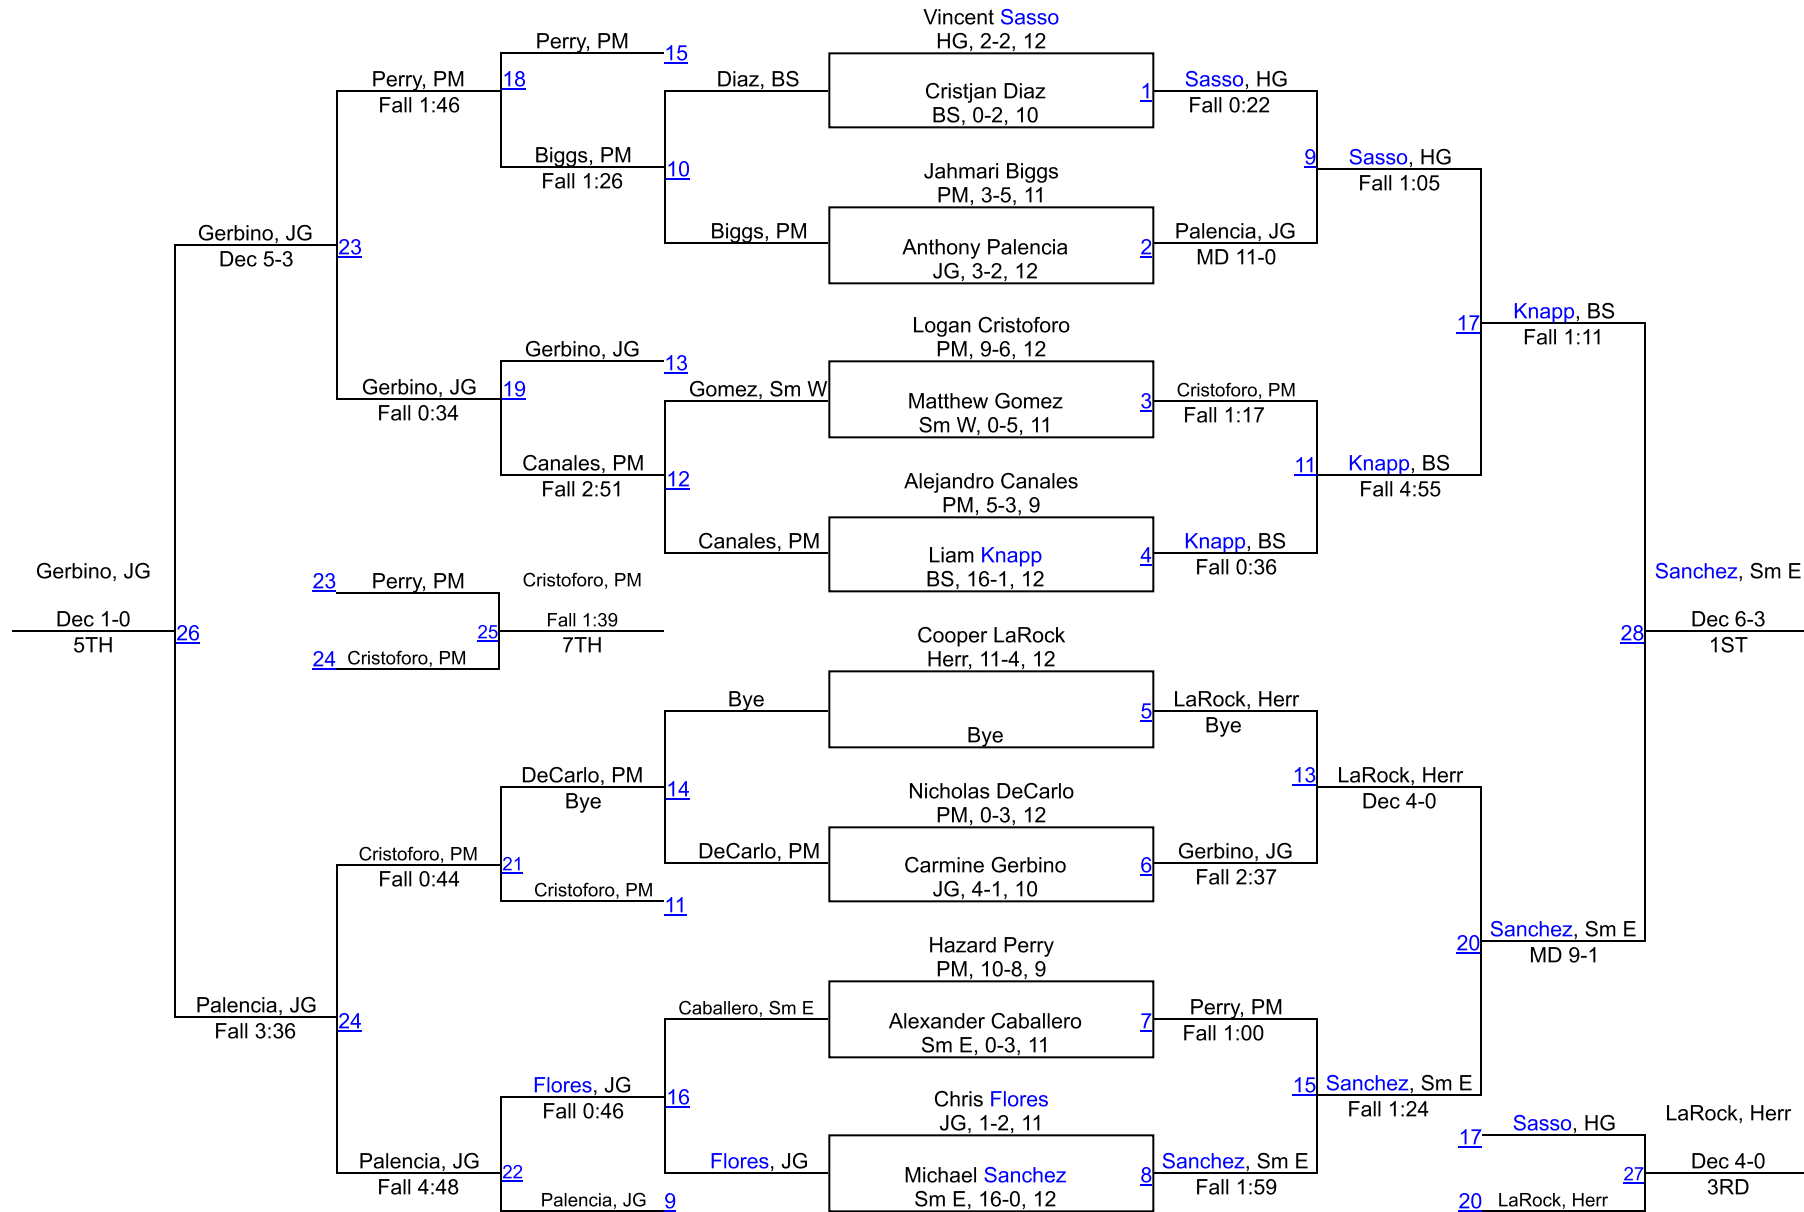 Vincent Sasso
HG, 2-2, 12
Perry, PM
15
Perry, PM
18
Diaz, BS
Cristjan Diaz
1
Sasso, HG
Fall 1:46
BS, 0-2, 10
Fall 0:22
Biggs, PM
10
Jahmari Biggs
9
Sasso, HG
Fall 1:26
PM, 3-5, 11
Fall 1:05
Gerbino, JG
23
Biggs, PM
Anthony Palencia
2
Palencia, JG
Dec 5-3
JG, 3-2, 12
MD 11-0
Logan Cristoforo
17
Knapp, BS
Gerbino, JG
13
PM, 9-6, 12
Fall 1:11
Gerbino, JG
19
Gomez, Sm W
Matthew Gomez
3
Cristoforo, PM
Fall 0:34
Sm W, 0-5, 11
Fall 1:17
Canales, PM
12
Alejandro Canales
11
Knapp, BS
Fall 2:51
PM, 5-3, 9
Fall 4:55
Canales, PM
Liam Knapp
4
Knapp, BS
BS, 16-1, 12
Fall 0:36
Gerbino, JG
23
Perry, PM
Cristoforo, PM
Sanchez, Sm E
Dec 1-0
26
25
Fall 1:39
28
Dec 6-3
5TH
24
Cristoforo, PM
7TH
1ST
Cooper LaRock
Herr, 11-4, 12
Bye
5
LaRock, Herr
Bye
Bye
DeCarlo, PM
14
Nicholas DeCarlo
13
LaRock, Herr
Bye
PM, 0-3, 12
Dec 4-0
Cristoforo, PM
21
DeCarlo, PM
Carmine Gerbino
6
Gerbino, JG
Fall 0:44
JG, 4-1, 10
Fall 2:37
Cristoforo, PM
11
Hazard Perry
20
Sanchez, Sm E
PM, 10-8, 9
MD 9-1
Palencia, JG
24
Caballero, Sm E
Alexander Caballero
7
Perry, PM
Fall 3:36
Sm E, 0-3, 11
Fall 1:00
Flores, JG
16
Chris Flores
15
Sanchez, Sm E
Fall 0:46
JG, 1-2, 11
Fall 1:24
17
Sasso, HG
LaRock, Herr
Palencia, JG
22
Flores, JG
Michael Sanchez
8
Sanchez, Sm E
27
Dec 4-0
Fall 4:48
Sm E, 16-0, 12
Fall 1:59
3RD
Palencia, JG
9
20
LaRock, Herr